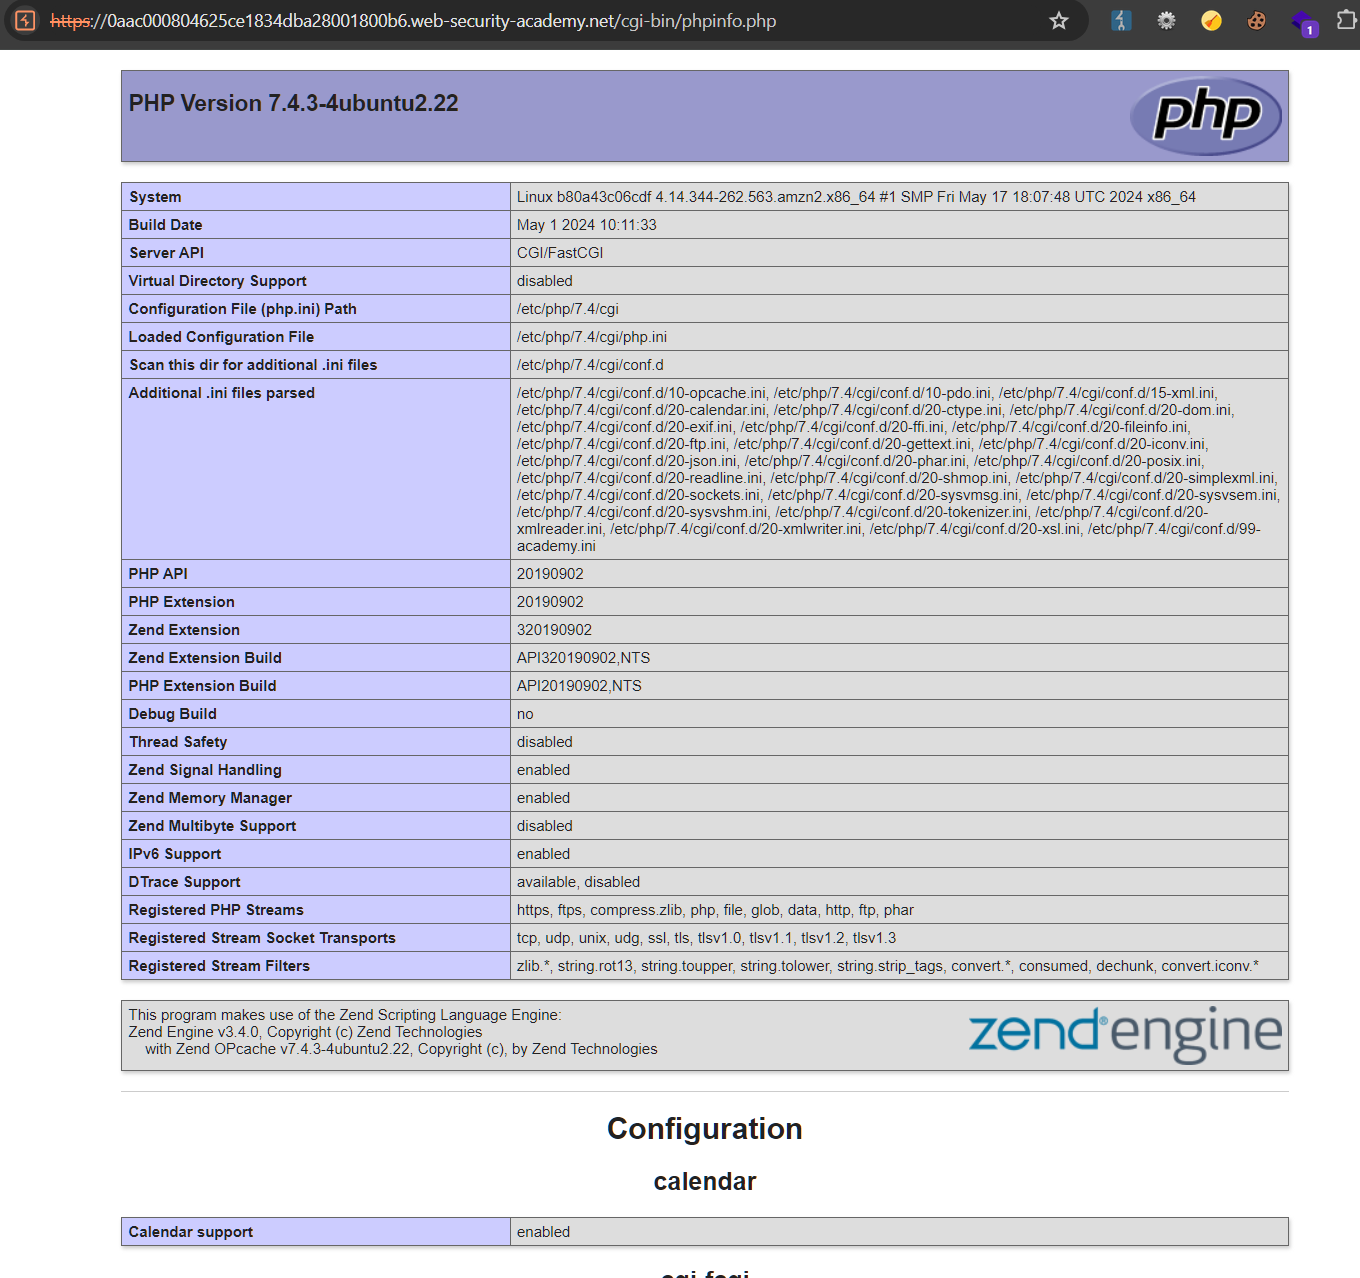 https://0aac000804625ce1834dba28001800b6.web-security-academy.net/cgi-bin/phpinfo.php
1
PHP Version 7.4.3-4ubuntu2.22
php
System Linux b80a43c06cdf 4.14.344-262.563.amzn2.x86_64 #1 SMP Fri May 17 18:07:48 UTC 2024 x86_64
Build Date May 1 2024 10:11:33
Server API CGI/FastCGI
Virtual Directory Support disabled
Configuration File (php.ini) Path /etc/php/7.4/cgi
Loaded Configuration File /etc/php/7.4/cgi/php.ini
Scan this dir for additional .ini files /etc/php/7.4/cgi/conf.d
Additional .ini files parsed /etc/php/7.4/cgi/conf.d/10-opcache.ini, /etc/php/7.4/cgi/conf.d/10-pdo.ini, /etc/php/7.4/cgi/conf.d/15-xml.ini,
/etc/php/7.4/cgi/conf.d/20-calendar.ini, /etc/php/7.4/cgi/conf.d/20-ctype.ini, /etc/php/7.4/cgi/conf.d/20-dom.ini,
/etc/php/7.4/cgi/conf.d/20-exif.ini, /etc/php/7.4/cgi/conf.d/20-ffi.ini, /etc/php/7.4/cgi/conf.d/20-fileinfo.ini,
/etc/php/7.4/cgi/conf.d/20-ftp.ini, /etc/php/7.4/cgi/conf.d/20-gettext.ini, /etc/php/7.4/cgi/conf.d/20-iconv.ini,
/etc/php/7.4/cgi/conf.d/20-json.ini, /etc/php/7.4/cgi/conf.d/20-phar.ini, /etc/php/7.4/cgi/conf.d/20-posix.ini,
/etc/php/7.4/cgi/conf.d/20-readline.ini, /etc/php/7.4/cgi/conf.d/20-shmop.ini, /etc/php/7.4/cgi/conf.d/20-simplexml.ini,
/etc/php/7.4/cgi/conf.d/20-sockets.ini, /etc/php/7.4/cgi/conf.d/20-sysvmsg.ini, /etc/php/7.4/cgi/conf.d/20-sysvsem.ini,
/etc/php/7.4/cgi/conf.d/20-sysvshm.ini, /etc/php/7.4/cgi/conf.d/20-tokenizer.ini, /etc/php/7.4/cgi/conf.d/20-
xmlreader.ini, /etc/php/7.4/cgi/conf.d/20-xmlwriter.ini, /etc/php/7.4/cgi/conf.d/20-xsl.ini, /etc/php/7.4/cgi/conf.d/99-
academy.ini
PHP API 20190902
PHP Extension 20190902
Zend Extension 320190902
Zend Extension Build API320190902,NTS
PHP Extension Build API20190902,NTS
Debug Build no
Thread Safety disabled
Zend Signal Handling enabled
Zend Memory Manager enabled
Zend Multibyte Support disabled
IPv6 Support enabled
DTrace Support available, disabled
Registered PHP Streams https, ftps, compress.zlib, php, file, glob, data, http, ftp, phar
Registered Stream Socket Transports tcp, udp, unix, udg, ssl, tls, tlsv1.0, tlsv1.1, tlsv1.2, tlsv1.3
Registered Stream Filters zlib.*, string.rot13, string.toupper, string.tolower, string.strip_tags, convert.*, consumed, dechunk, convert.iconv.*
This program makes use of the Zend Scripting Language Engine:
Zend Engine v3.4.0, Copyright (c) Zend Technologies
with Zend OPcache v7.4.3-4ubuntu2.22, Copyright (c), by Zend Technologies
zend® engine
Configuration
calendar
Calendar support enabled